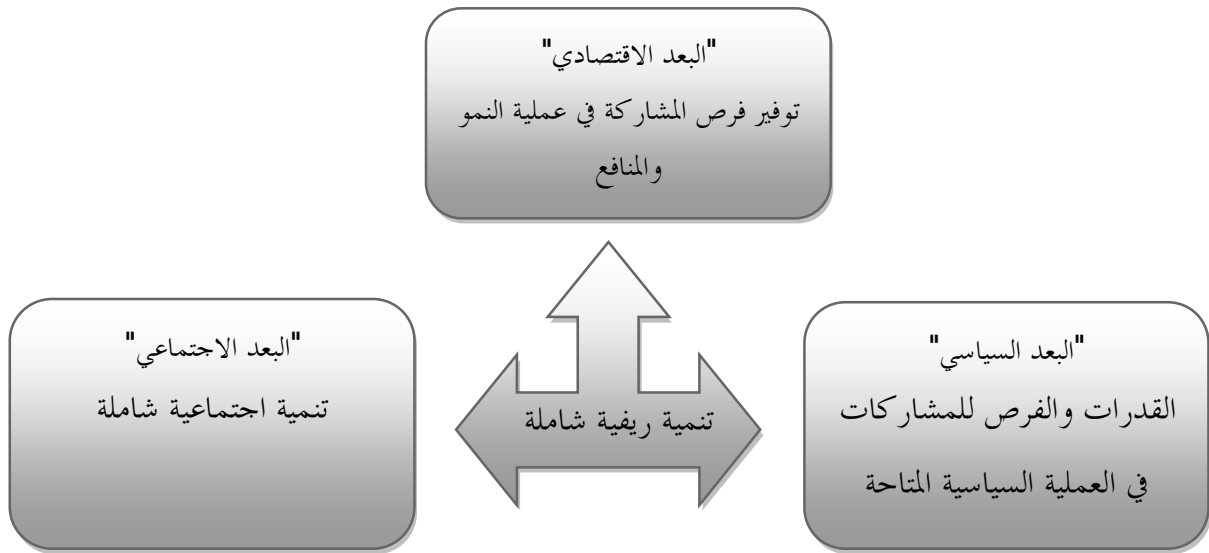 "البعد الاقتصادي"
توفير فرص المشاركة في عملية النمو
والمنافع
"البعد السياسي"
القدرات والفرص للمشاركات
في العملية السياسية المتاحة
تنمية ريفية شاملة
"البعد الاجتماعي"
تنمية اجتماعية شاملة